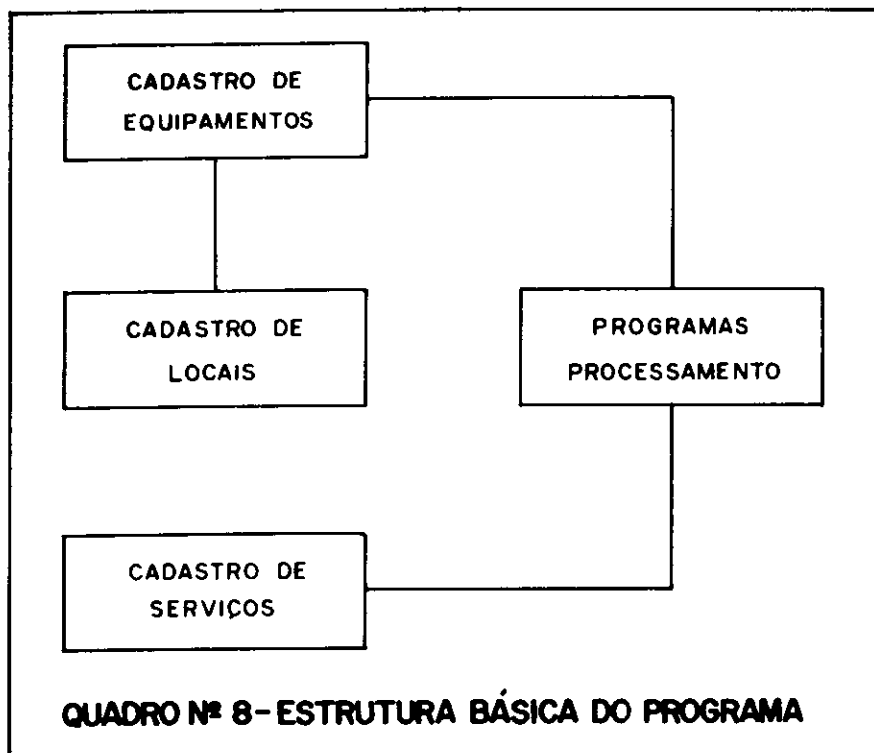 CADASTRO DE
EQUIPAMENTOS
CADASTRO DE
LOCAIS
PROGRAMAS
PROCESSAMENTO
CADASTRO DE
SERVIÇOS
QUADRO Nº 8 - ESTRUTURA BÁSICA DO PROGRAMA